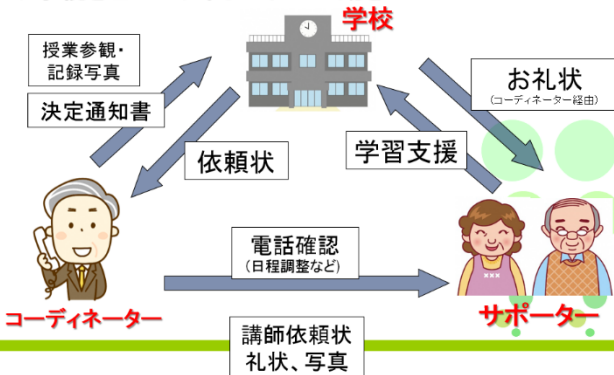 学校
授業参観・
記録写真
決定通知書
依頼状
学習支援
お礼状
(コーディネーター経由)
電話確認
(日程調整など)
コーディネーター
サポーター
講師依頼状
礼状、写真